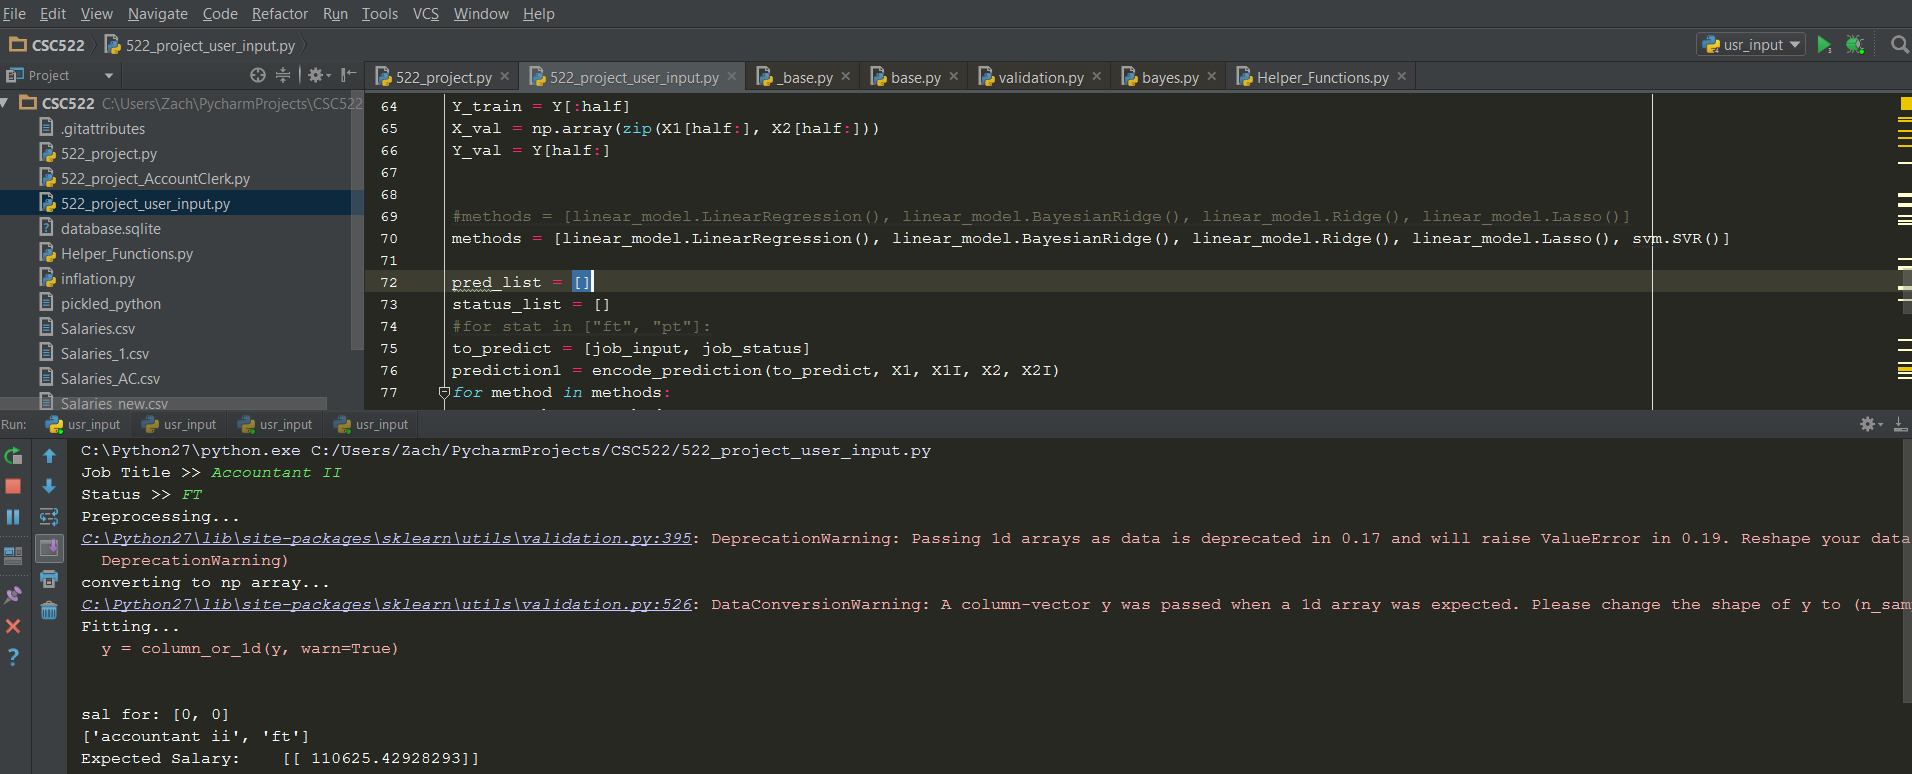 File Edit View Navigate Code Refactor Run Tools VCS Window Help
CSC522 522_project_user_input.py usr_input
Project 522_project.py 522_project_user_input.py _base.py base.py validation.py bayes.py Helper_Functions.py
CSC522 C:\Users\Zach\PycharmProjects\CSC522
.gitattributes
522_project.py
522_project_AccountClerk.py
522_project_user_input.py
database.sqlite
Helper_Functions.py
inflation.py
pickled_python
Salaries.csv
Salaries_1.csv
Salaries_AC.csv
Salaries_new.csv
64 Y_train = Y[:half]
65 X_val = np.array(zip(X1[half:], X2[half:]))
66 Y_val = Y[half:]
67
68
69 #methods = [linear_model.LinearRegression(), linear_model.BayesianRidge(), linear_model.Ridge(), linear_model.Lasso()]
70 methods = [linear_model.LinearRegression(), linear_model.BayesianRidge(), linear_model.Ridge(), linear_model.Lasso(), svm.SVR()]
71
72 pred_list = []
73 status_list = []
74 #for stat in ["ft", "pt"]:
75 to_predict = [job_input, job_status]
76 prediction1 = encode_prediction(to_predict, X1, X1I, X2, X2I)
77 for method in methods:
Run: usr_input usr_input usr_input usr_input
C:\Python27\python.exe C:/Users/Zach/PycharmProjects/CSC522/522_project_user_input.py
Job Title >> Accountant II
Status >> FT
Preprocessing...
C:\Python27\lib\site-packages\sklearn\utils\validation.py:395: DeprecationWarning: Passing 1d arrays as data is deprecated in 0.17 and will raise ValueError in 0.19. Reshape your data
DeprecationWarning)
converting to np array...
C:\Python27\lib\site-packages\sklearn\utils\validation.py:526: DataConversionWarning: A column-vector y was passed when a 1d array was expected. Please change the shape of y to (n_sam
Fitting...
y = column_or_1d(y, warn=True)
sal for: [0, 0]
['accountant ii', 'ft']
Expected Salary: [[ 110625.42928293]]